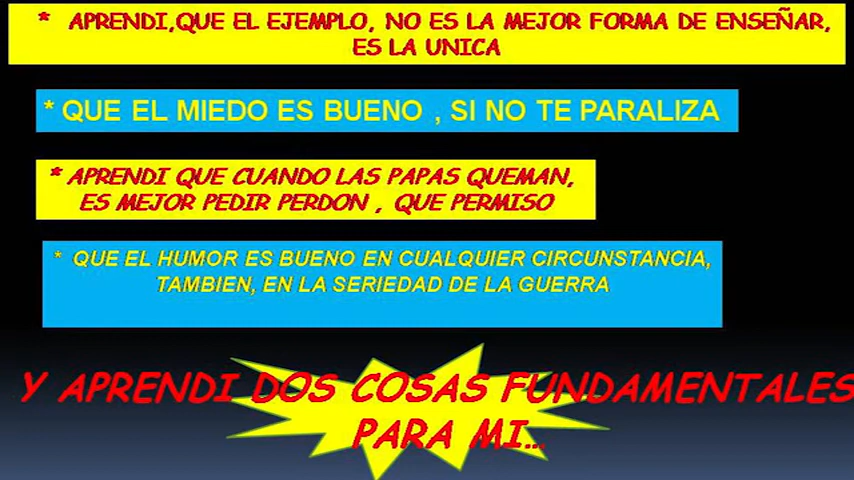 * APRENDI,QUE EL EJEMPLO, NO ES LA MEJOR FORMA DE ENSEÑAR,
ES LA UNICA
* QUE EL MIEDO ES BUENO , SI NO TE PARALIZA
* APRENDI QUE CUANDO LAS PAPAS QUEMAN,
ES MEJOR PEDIR PERDON , QUE PERMISO
* QUE EL HUMOR ES BUENO EN CUALQUIER CIRCUNSTANCIA,
TAMBIEN, EN LA SERIEDAD DE LA GUERRA
Y APRENDI DOS COSAS FUNDAMENTALES
PARA MI...